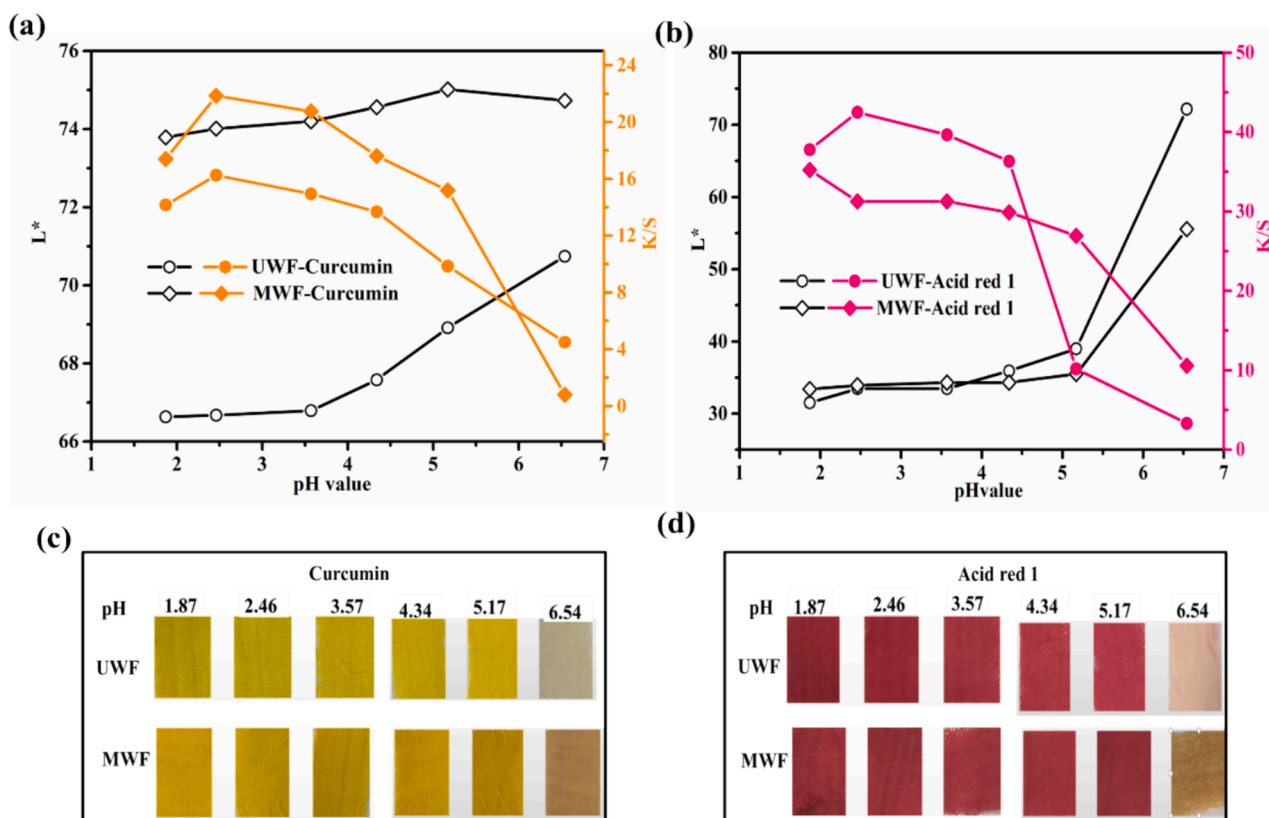 (a)
76
74
72
70
68
66
L*
24
20
16
12
8
4
0
K/S
UWF-Curcumin
MWF-Curcumin
1 2 3 4 5 6 7
pH value
(b)
80
70
60
50
40
30
L*
50
40
30
20
10
0
K/S
UWF-Acid red 1
MWF-Acid red 1
1 2 3 4 5 6 7
pHvalue
(c)
Curcumin
pH 1.87 2.46 3.57 4.34 5.17 6.54
UWF
MWF
(d)
Acid red 1
pH 1.87 2.46 3.57 4.34 5.17 6.54
UWF
MWF